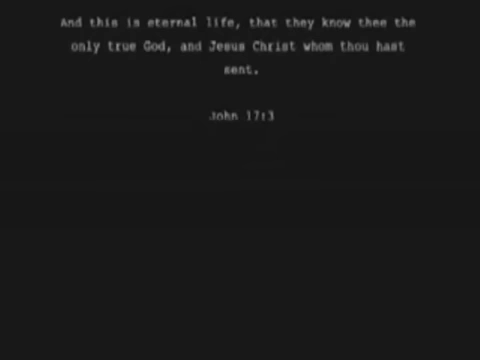 And this is eternal life, that they know thee the
only true God, and Jesus Christ whom thou hast
sent.
John 17:3